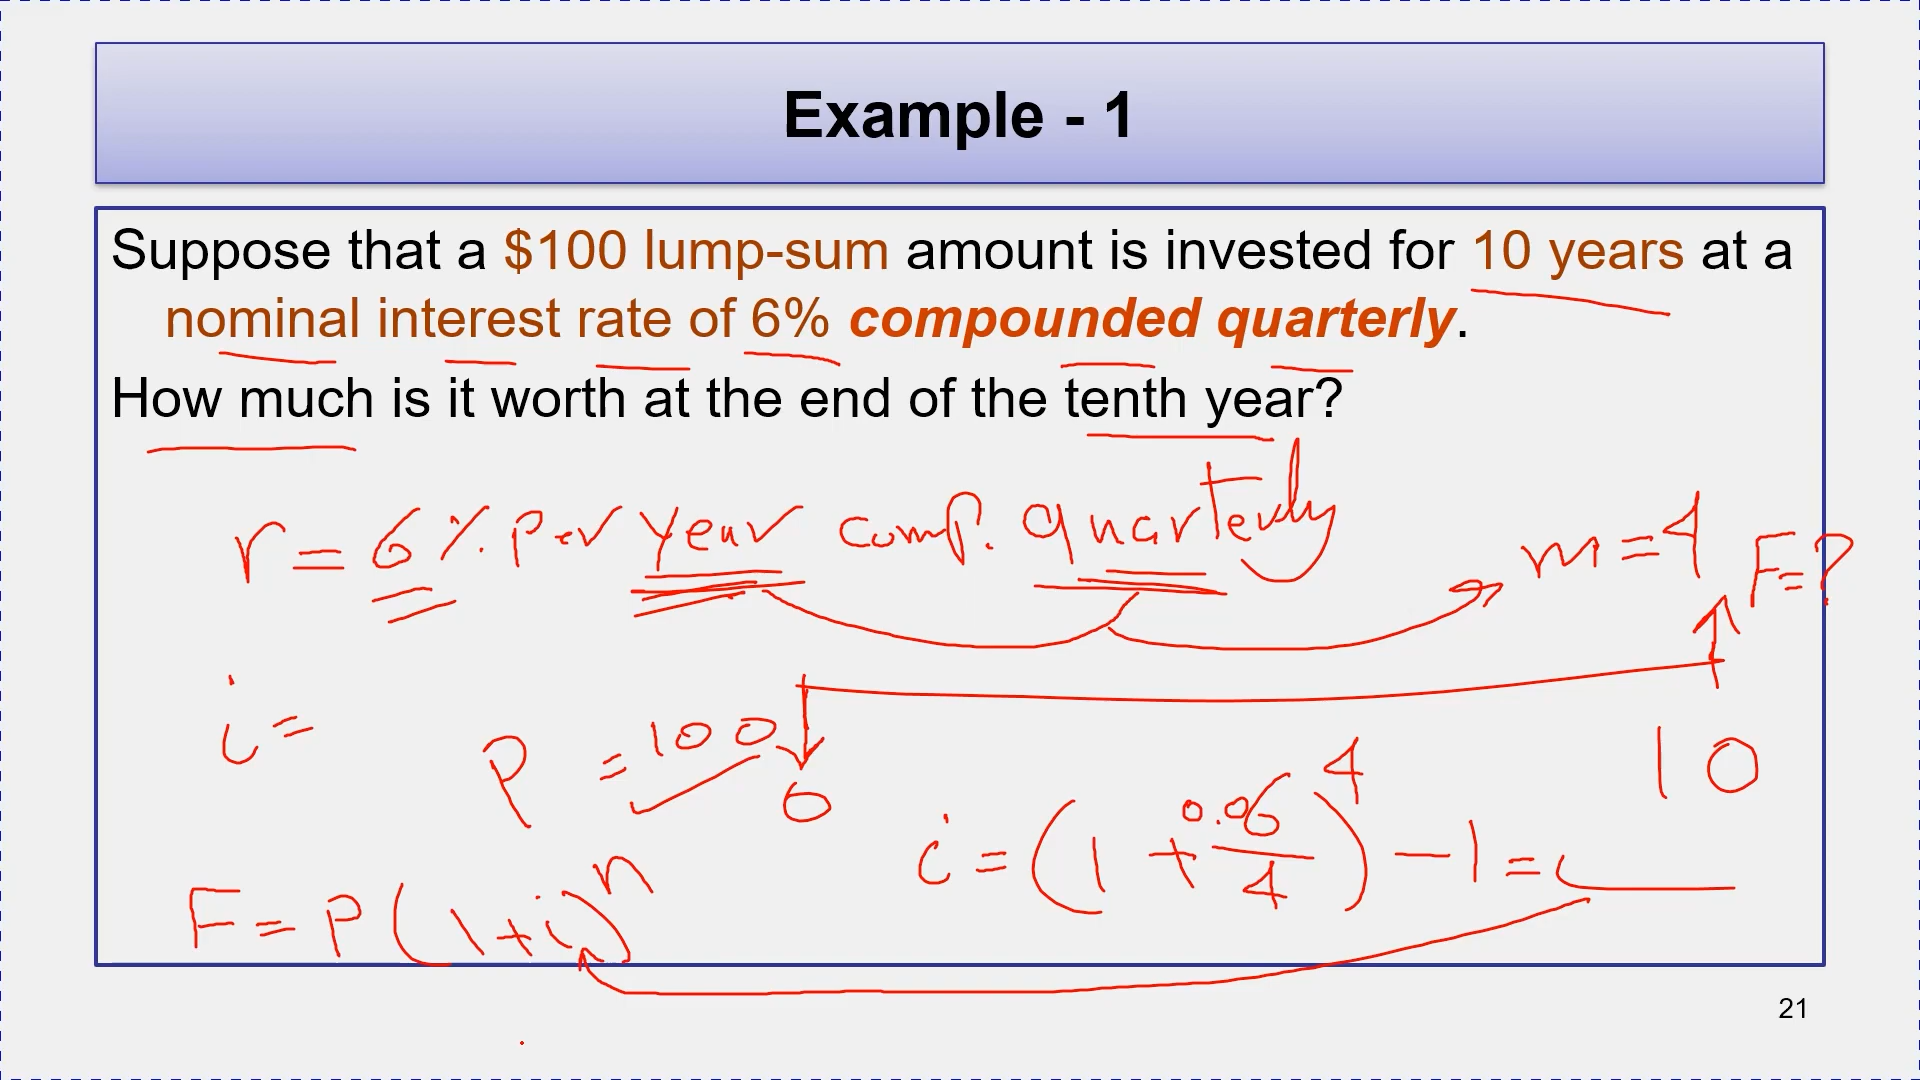 Example - 1
Suppose that a $100 lump-sum amount is invested for 10 years at a
nominal interest rate of 6% compounded quarterly.
How much is it worth at the end of the tenth year?
r = 6% per year comp. quarterly
m = 4
F = ?
i =
P = 100
0
10
i = (1 + 0.06/4)^4 - 1 =
F = P(1+i)^n
21